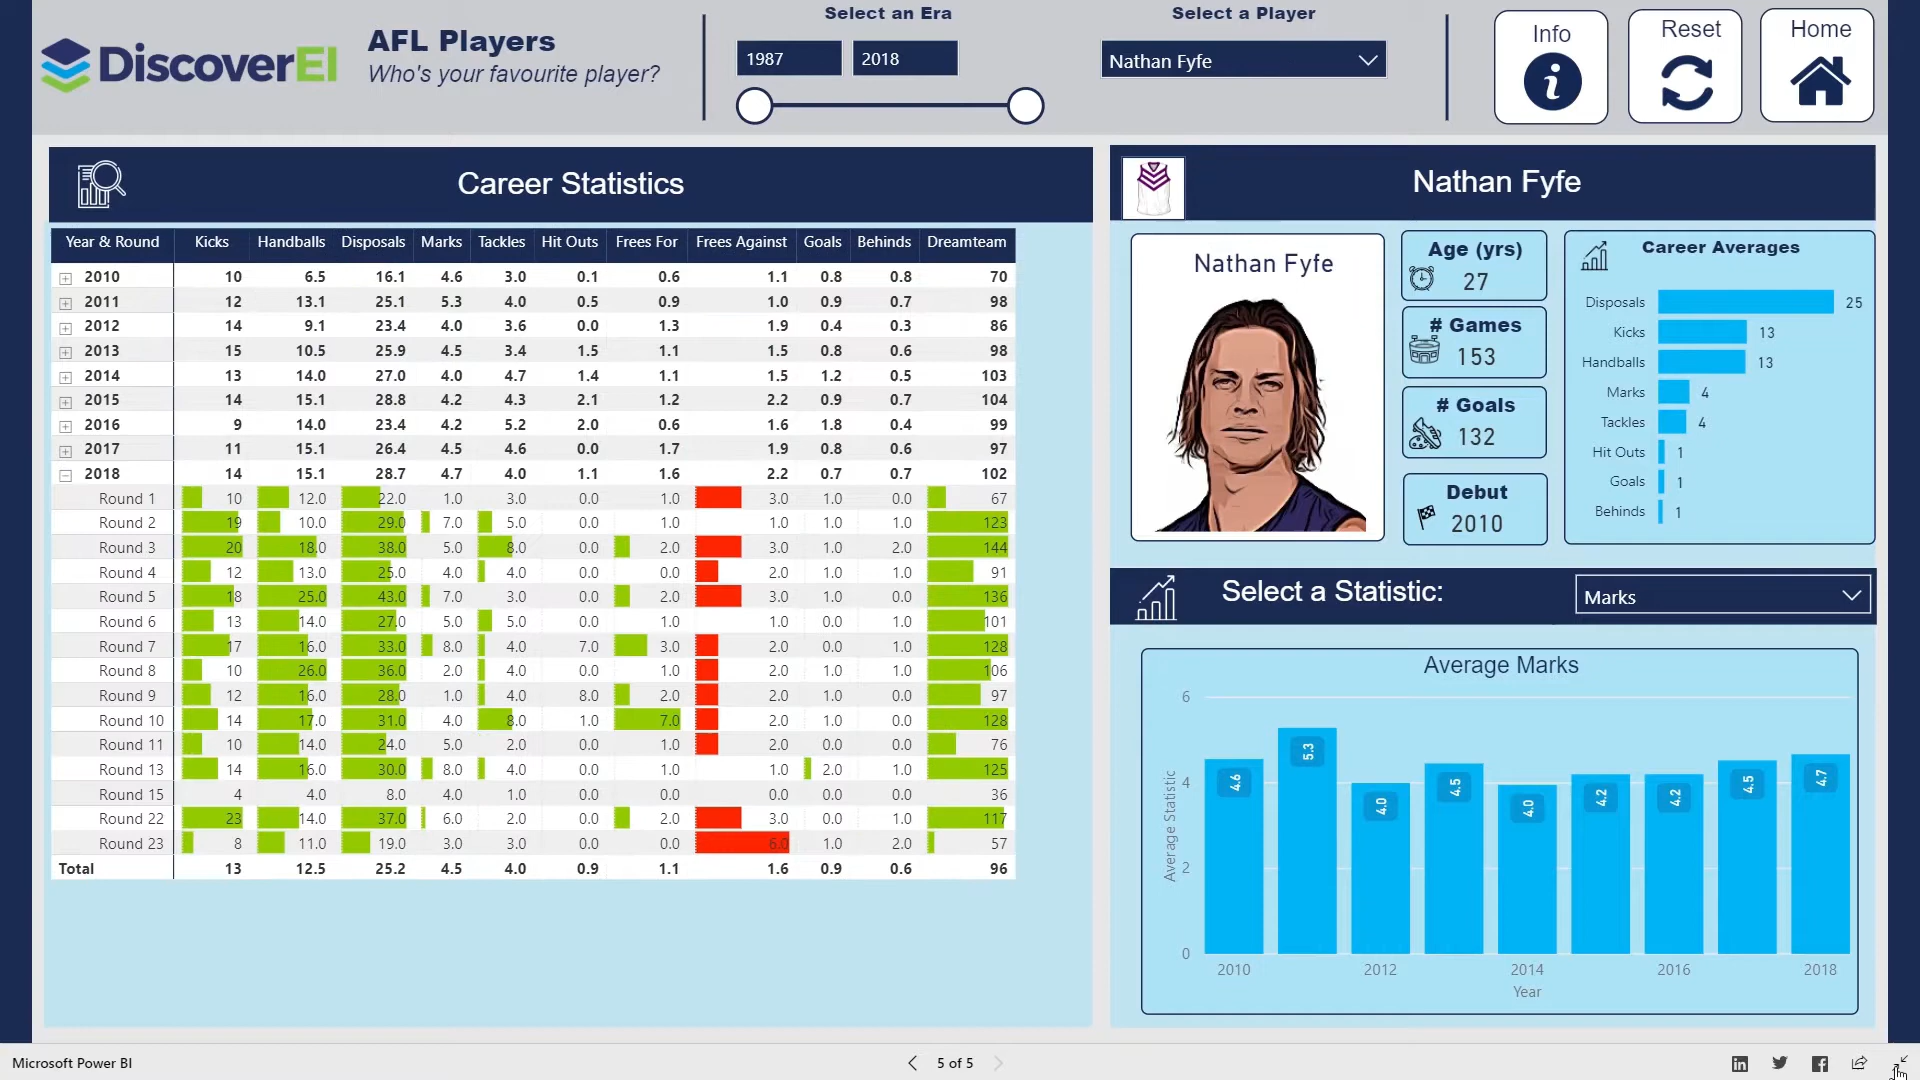 DiscoverEI
AFL Players
Who's your favourite player?
Select an Era
1987 2018
Select a Player
Nathan Fyfe
Info
Reset
Home
Career Statistics
Year & Round Kicks Handballs Disposals Marks Tackles Hit Outs Frees For Frees Against Goals Behinds Dreamteam
2010 10 6.5 16.1 4.6 3.0 0.1 0.6 1.1 0.8 0.8 70
2011 12 13.1 25.1 5.3 4.0 0.5 0.9 1.0 0.9 0.7 98
2012 14 9.1 23.4 4.0 3.6 0.0 1.3 1.9 0.4 0.3 86
2013 15 10.5 25.9 4.5 3.4 1.5 1.1 1.5 0.8 0.6 98
2014 13 14.0 27.0 4.0 4.7 1.4 1.1 1.5 1.2 0.5 103
2015 14 15.1 28.8 4.2 4.3 2.1 1.2 2.2 0.9 0.7 104
2016 9 14.0 23.4 4.2 5.2 2.0 0.6 1.6 1.8 0.4 99
2017 11 15.1 26.4 4.5 4.6 0.0 1.7 1.9 0.8 0.6 97
2018 14 15.1 28.7 4.7 4.0 1.1 1.6 2.2 0.7 0.7 102
Round 1 10 12.0 22.0 1.0 3.0 0.0 1.0 3.0 1.0 0.0 67
Round 2 19 10.0 29.0 7.0 5.0 0.0 1.0 1.0 1.0 1.0 123
Round 3 20 18.0 38.0 5.0 8.0 0.0 2.0 3.0 1.0 2.0 144
Round 4 12 13.0 25.0 4.0 4.0 0.0 0.0 2.0 1.0 1.0 91
Round 5 18 25.0 43.0 7.0 3.0 0.0 2.0 3.0 1.0 0.0 136
Round 6 13 14.0 27.0 5.0 5.0 0.0 1.0 1.0 0.0 1.0 101
Round 7 17 16.0 33.0 8.0 4.0 7.0 3.0 2.0 0.0 1.0 128
Round 8 10 26.0 36.0 2.0 4.0 0.0 1.0 2.0 1.0 1.0 106
Round 9 12 16.0 28.0 1.0 4.0 8.0 2.0 2.0 1.0 0.0 97
Round 10 14 17.0 31.0 4.0 8.0 1.0 7.0 2.0 1.0 0.0 128
Round 11 10 14.0 24.0 5.0 2.0 0.0 1.0 2.0 0.0 0.0 76
Round 13 14 16.0 30.0 8.0 4.0 0.0 1.0 1.0 2.0 1.0 125
Round 15 4 4.0 8.0 4.0 1.0 0.0 0.0 0.0 0.0 0.0 36
Round 22 23 14.0 37.0 6.0 2.0 0.0 2.0 3.0 0.0 1.0 117
Round 23 8 11.0 19.0 3.0 3.0 0.0 0.0 6.0 1.0 2.0 57
Total 13 12.5 25.2 4.5 4.0 0.9 1.1 1.6 0.9 0.6 96
Nathan Fyfe
Nathan Fyfe
Age (yrs)
27
# Games
153
# Goals
132
Debut
2010
Career Averages
Disposals 25
Kicks 13
Handballs 13
Marks 4
Tackles 4
Hit Outs 1
Goals 1
Behinds 1
Select a Statistic:
Marks
Average Marks
Average Statistic
6
4
2
0
4.6 5.3 4.0 4.5 4.0 4.2 4.2 4.5 4.7
2010 2012 2014 2016 2018
Year
Microsoft Power BI
5 of 5